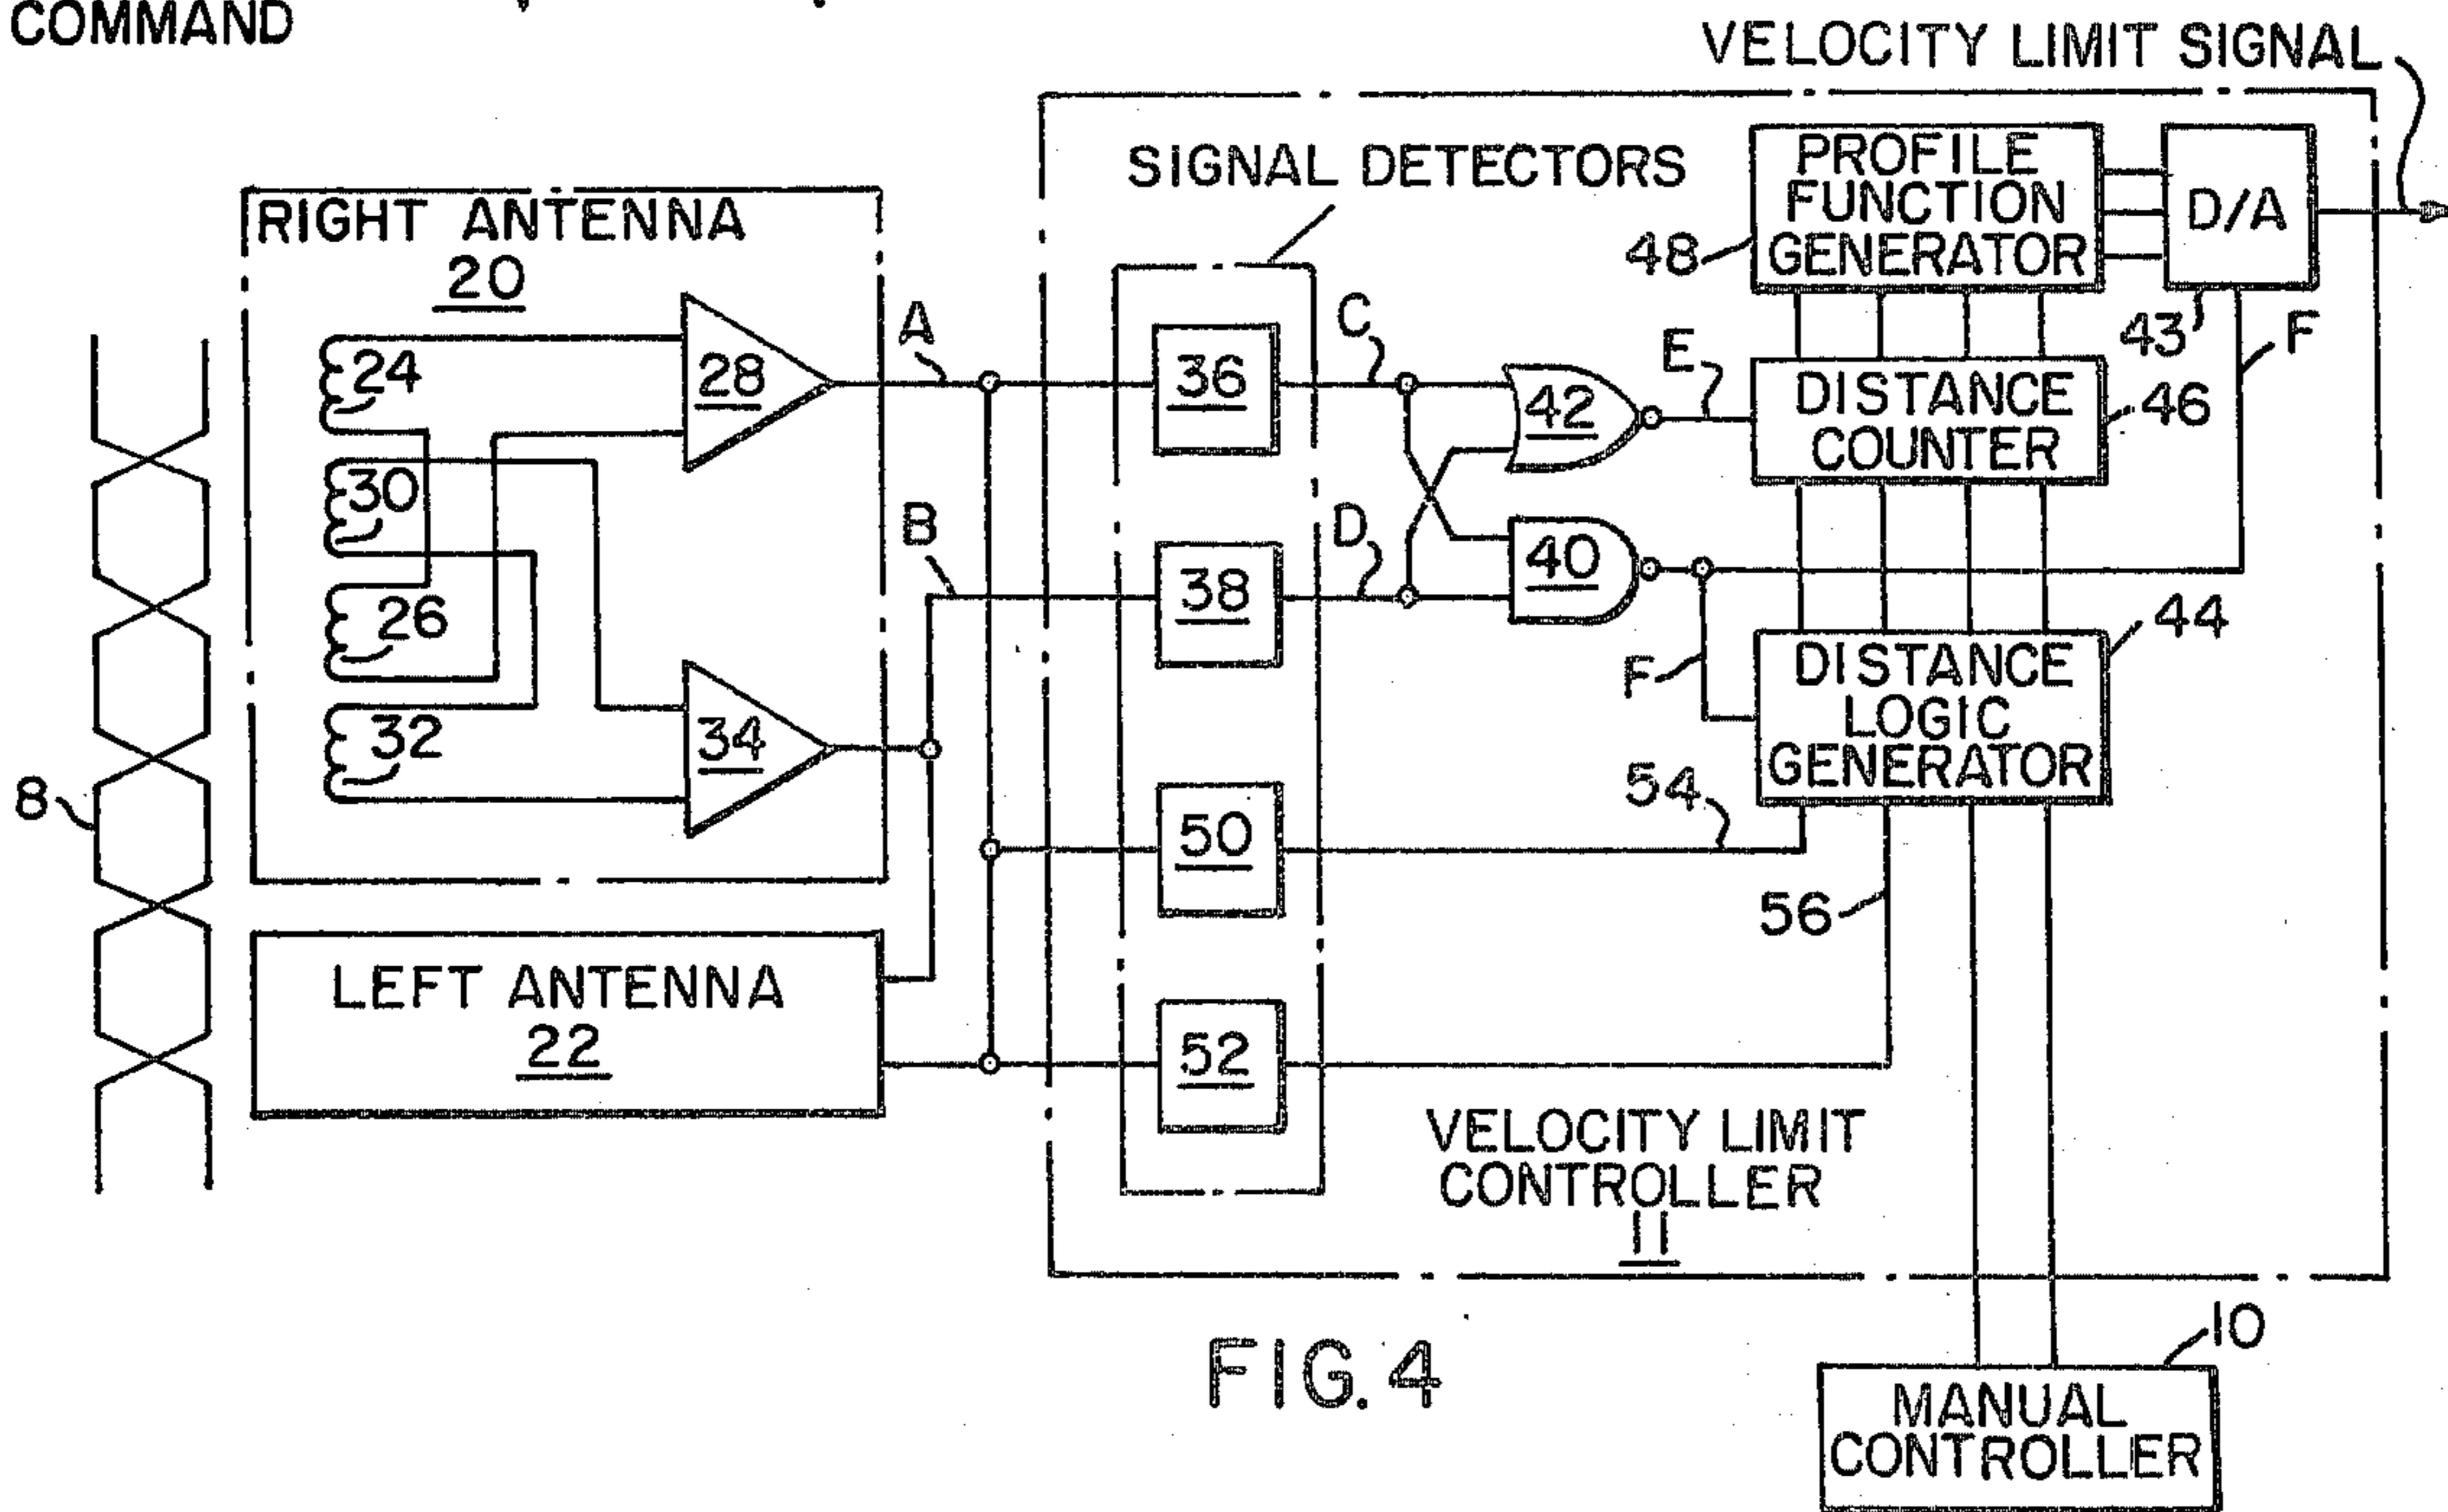 COMMAND
VELOCITY LIMIT SIGNAL
SIGNAL DETECTORS
RIGHT ANTENNA
20
24
30
26
32
28
34
8
A
B
LEFT ANTENNA
22
36
38
50
52
C
D
42
40
E
F
PROFILE
FUNCTION
GENERATOR
48
D/A
43
F
DISTANCE
COUNTER
46
DISTANCE
LOGIC
GENERATOR
44
54
56
VELOCITY LIMIT
CONTROLLER
11
10
MANUAL
CONTROLLER
FIG. 4